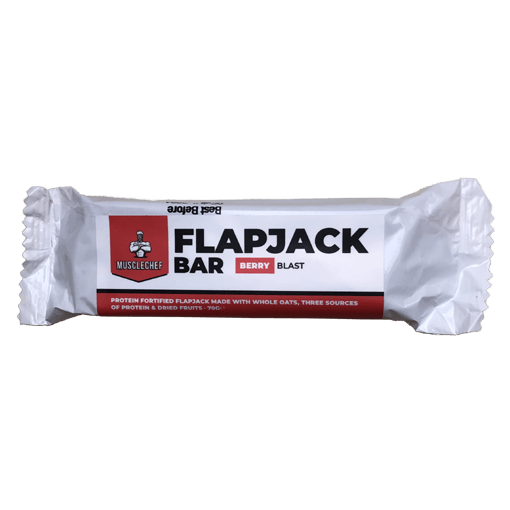 Best Before
MUSCLECHEF
FLAPJACK
BAR BERRY BLAST
PROTEIN FORTIFIED FLAPJACK MADE WITH WHOLE OATS, THREE SOURCES
OF PROTEIN & DRIED FRUITS - 70G